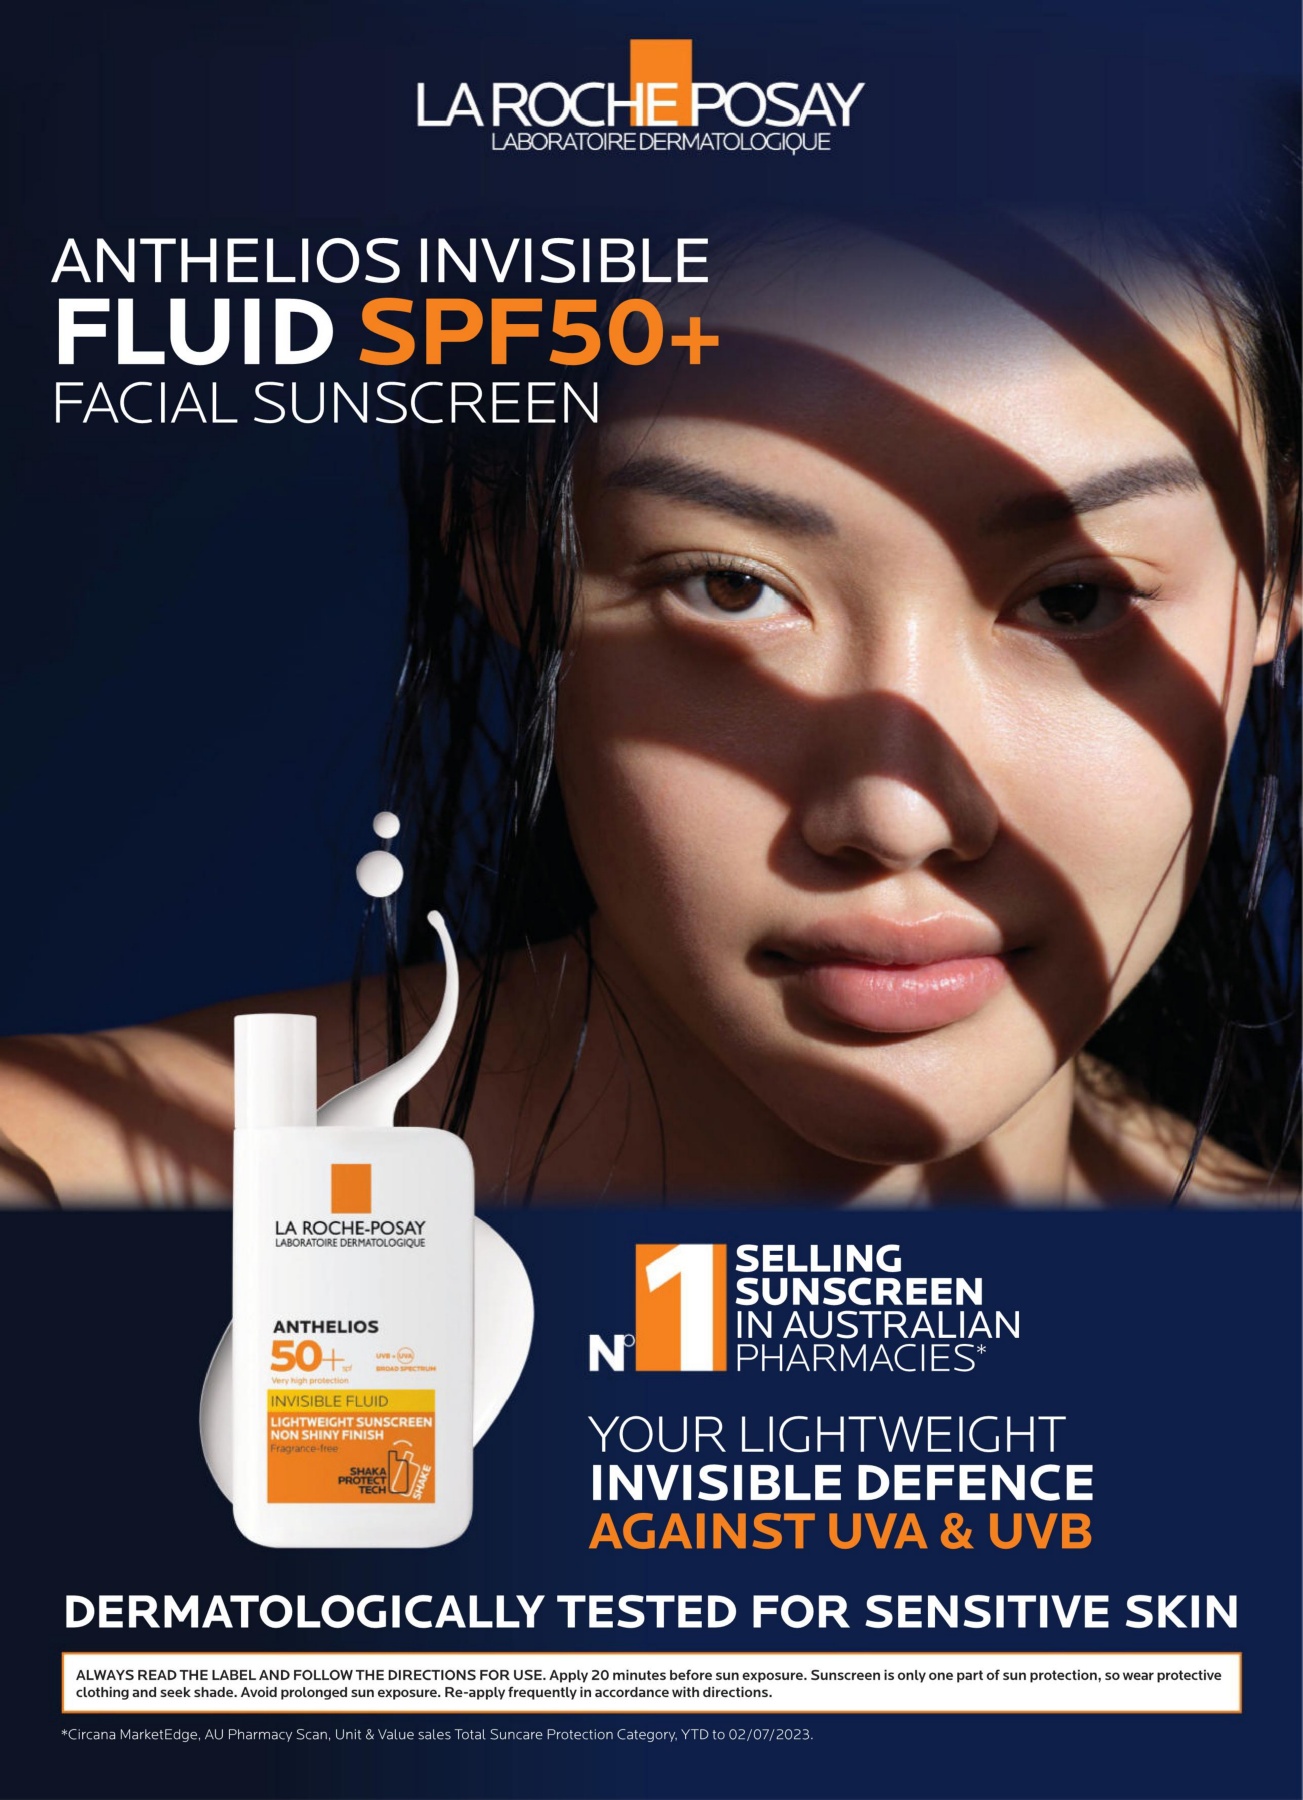 LA ROCHE POSAY
LABORATOIRE DERMATOLOGIQUE
ANTHELIOS INVISIBLE
FLUID SPF50+
FACIAL SUNSCREEN
LA ROCHE-POSAY
LABORATOIRE DERMATOLOGIQUE
ANTHELIOS
50+ spf
UVB + UVA
BROAD SPECTRUM
Very high protection
INVISIBLE FLUID
LIGHTWEIGHT SUNSCREEN
NON SHINY FINISH
Fragrance-free
SHAKA
PROTECT
TECH
SHAKE
N° 1
SELLING
SUNSCREEN
IN AUSTRALIAN
PHARMACIES*
YOUR LIGHTWEIGHT
INVISIBLE DEFENCE
AGAINST UVA & UVB
DERMATOLOGICALLY TESTED FOR SENSITIVE SKIN
ALWAYS READ THE LABEL AND FOLLOW THE DIRECTIONS FOR USE. Apply 20 minutes before sun exposure. Sunscreen is only one part of sun protection, so wear protective
clothing and seek shade. Avoid prolonged sun exposure. Re-apply frequently in accordance with directions.
*Circana MarketEdge, AU Pharmacy Scan, Unit & Value sales Total Suncare Protection Category, YTD to 02/07/2023.